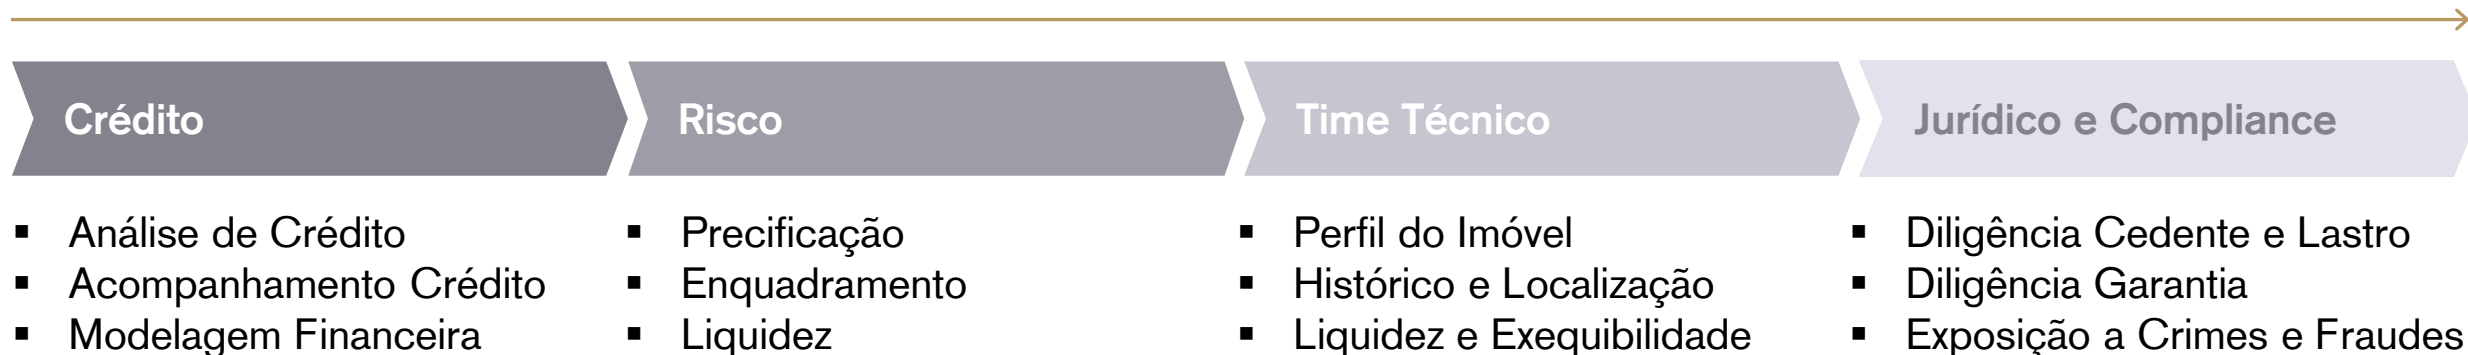 Crédito
Risco
Time Técnico
Jurídico e Compliance
▪ Análise de Crédito
▪ Acompanhamento Crédito
▪ Modelagem Financeira
▪ Precificação
▪ Enquadramento
▪ Liquidez
▪ Perfil do Imóvel
▪ Histórico e Localização
▪ Liquidez e Exequibilidade
▪ Diligência Cedente e Lastro
▪ Diligência Garantia
▪ Exposição a Crimes e Fraudes